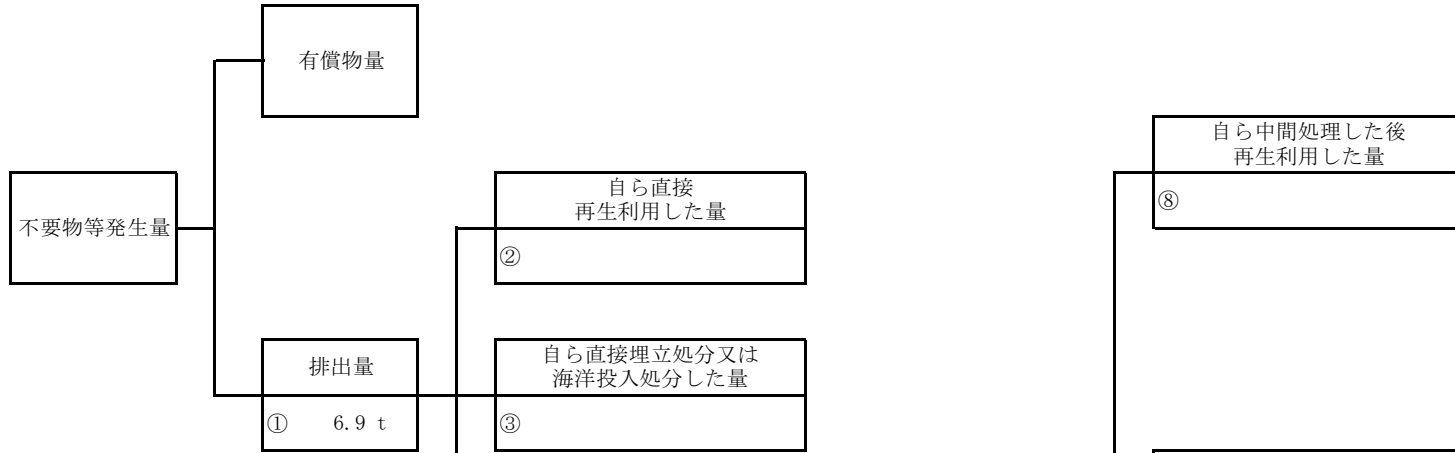 有償物量
自ら中間処理した後
再生利用した量
⑧
不要物等発生量
自ら直接
再生利用した量
②
排出量
① 6.9 t
自ら直接埋立処分又は
海洋投入処分した量
③